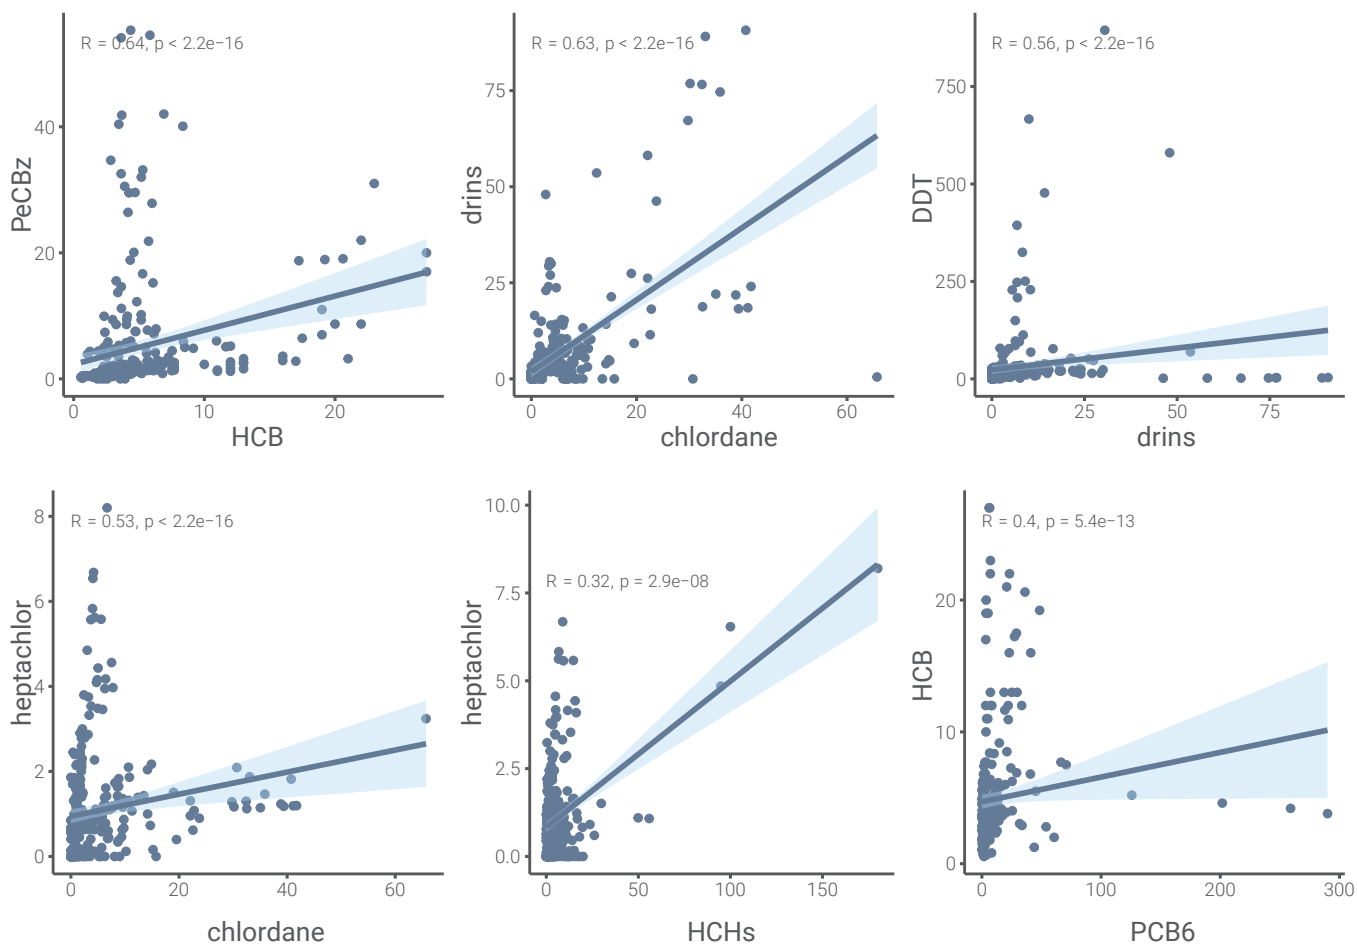 R = 0.64, p < 2.2e−16
PeCBz
40
20
0
0 10 20
HCB
R = 0.63, p < 2.2e−16
drins
75
50
25
0
0 20 40 60
chlordane
R = 0.56, p < 2.2e−16
DDT
750
500
250
0
0 25 50 75
drins
R = 0.53, p < 2.2e−16
heptachlor
8
6
4
2
0
0 20 40 60
chlordane
R = 0.32, p = 2.9e−08
heptachlor
10.0
7.5
5.0
2.5
0.0
0 50 100 150
HCHs
R = 0.4, p = 5.4e−13
HCB
20
10
0
0 100 200 300
PCB6